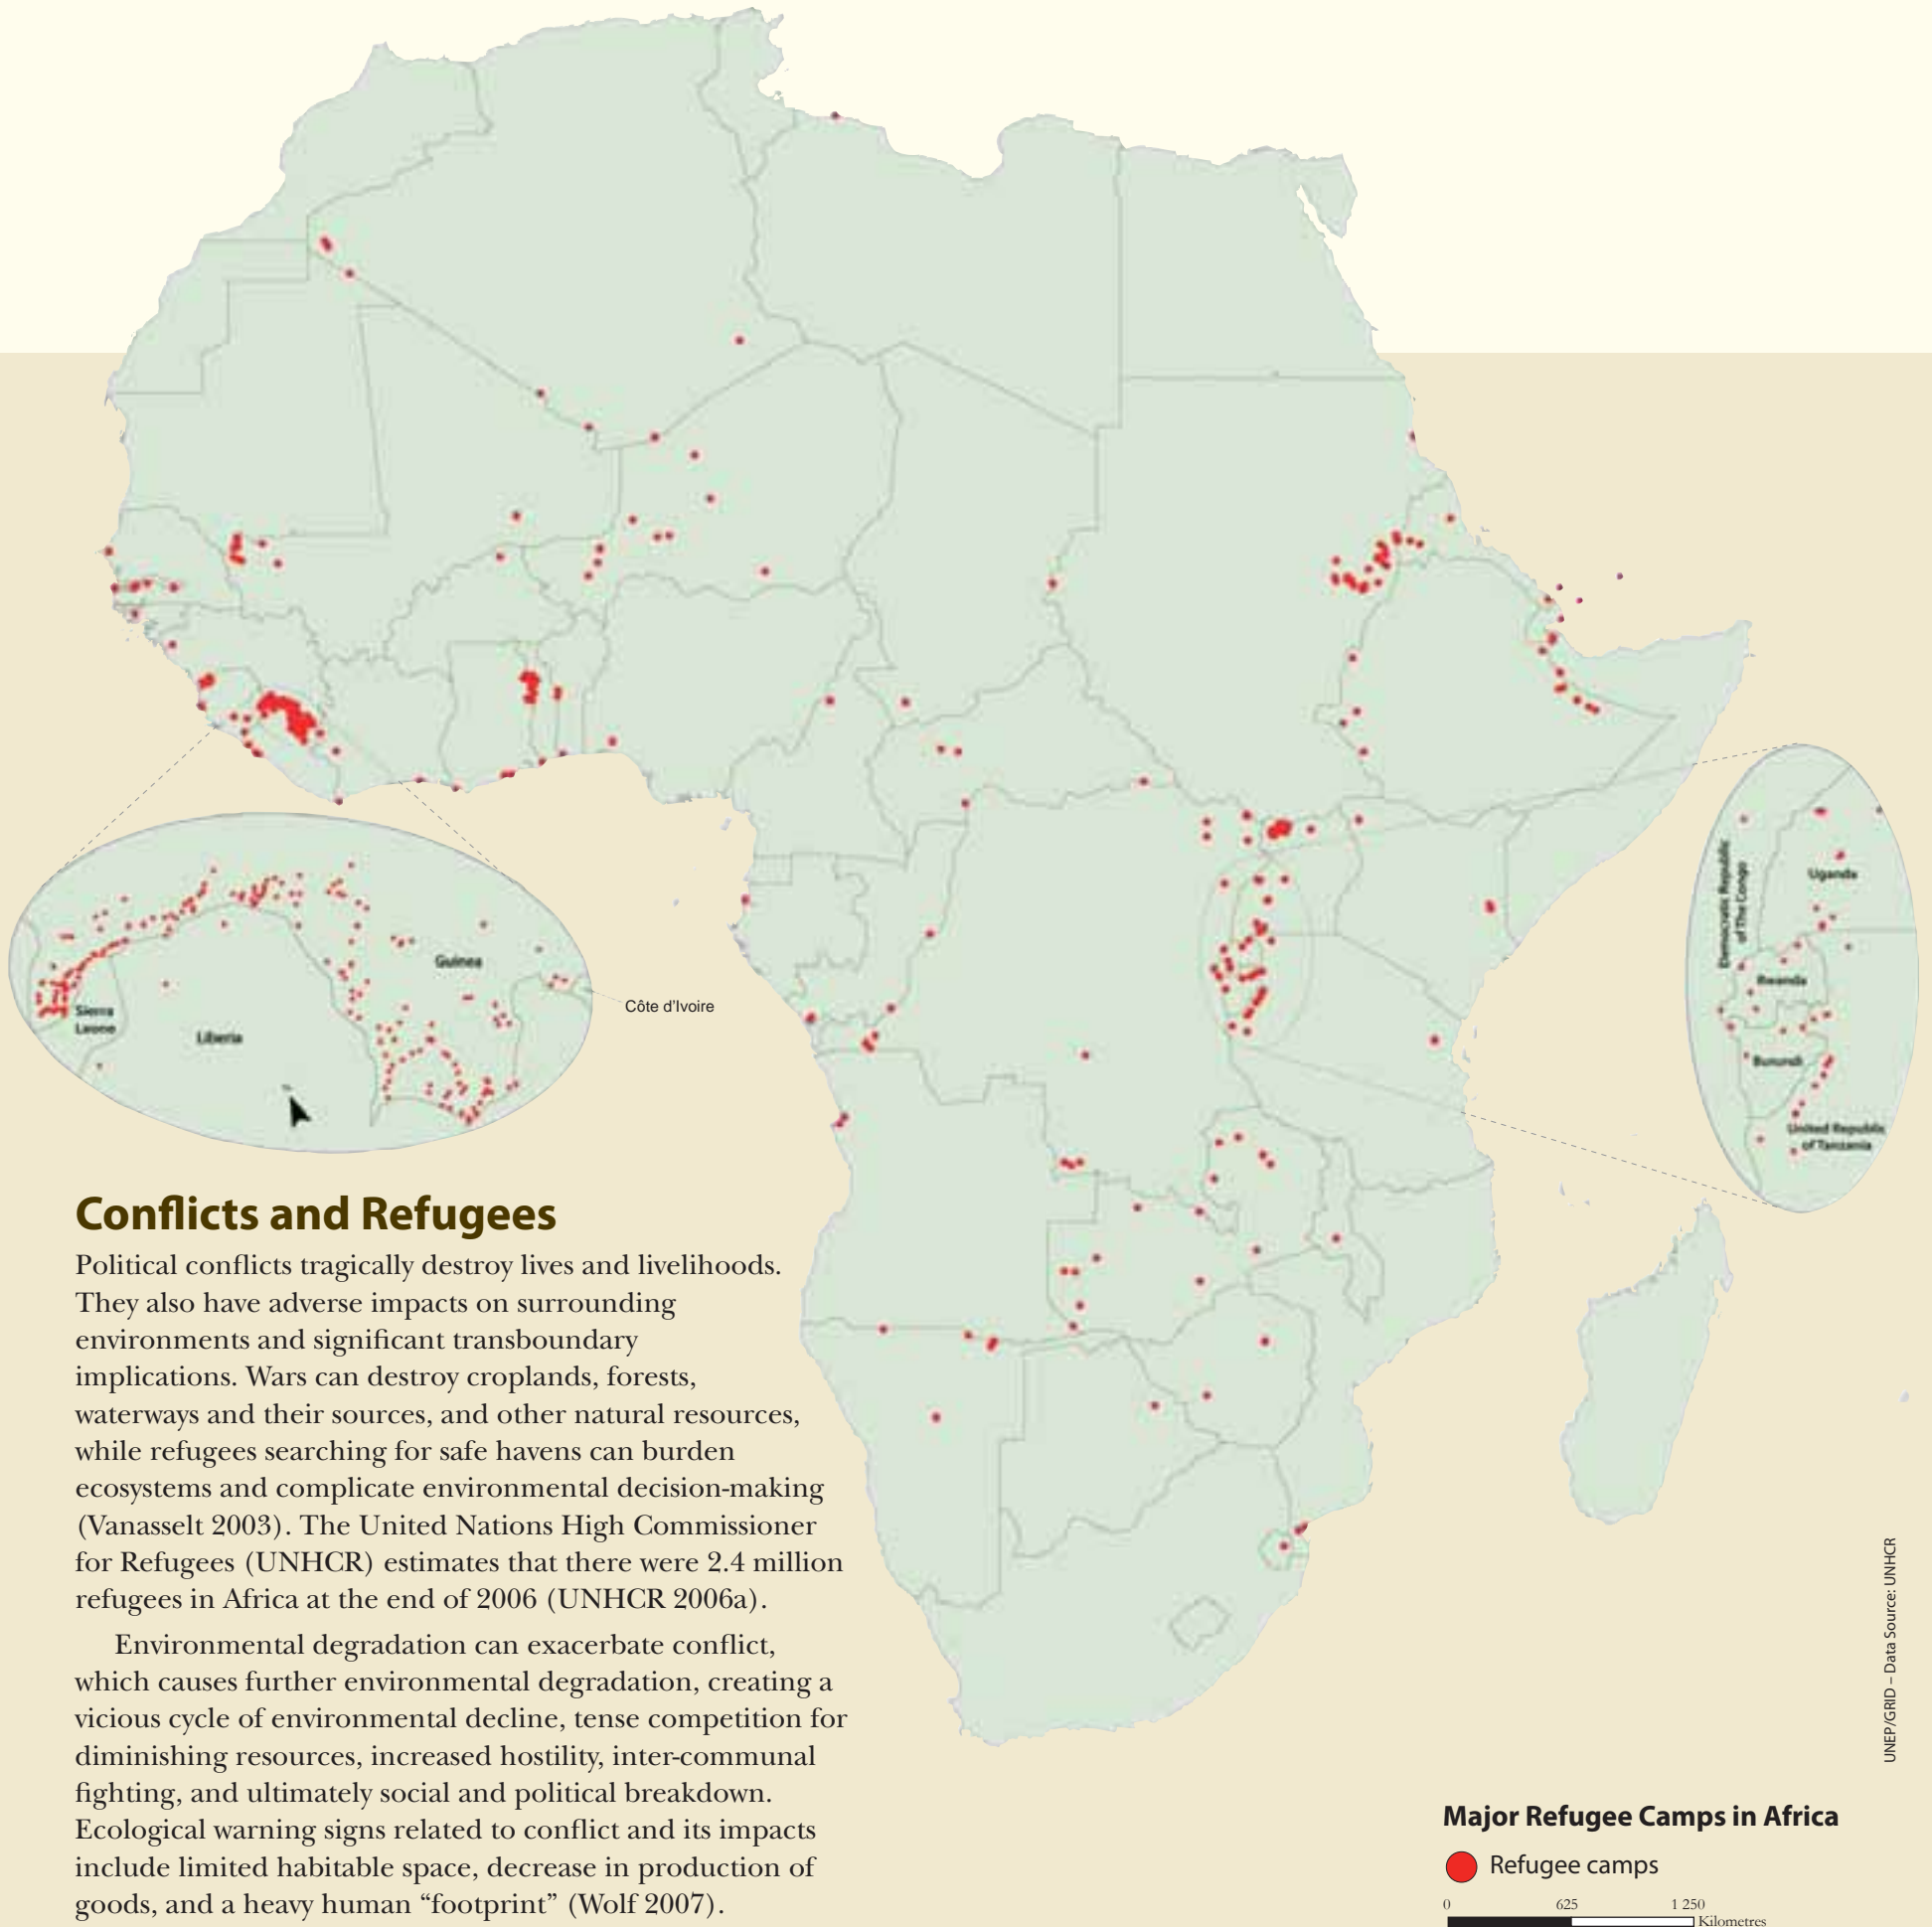 Côte d'Ivoire
Guinea
Sierra
Leone
Liberia
Democratic Republic
of The Congo
Uganda
Rwanda
Burundi
United Republic
of Tanzania
Conflicts and Refugees
Political conflicts tragically destroy lives and livelihoods.
They also have adverse impacts on surrounding
environments and significant transboundary
implications. Wars can destroy croplands, forests,
waterways and their sources, and other natural resources,
while refugees searching for safe havens can burden
ecosystems and complicate environmental decision-making
(Vanasselt 2003). The United Nations High Commissioner
for Refugees (UNHCR) estimates that there were 2.4 million
refugees in Africa at the end of 2006 (UNHCR 2006a).
Environmental degradation can exacerbate conflict,
which causes further environmental degradation, creating a
vicious cycle of environmental decline, tense competition for
diminishing resources, increased hostility, inter-communal
fighting, and ultimately social and political breakdown.
Ecological warning signs related to conflict and its impacts
include limited habitable space, decrease in production of
goods, and a heavy human “footprint” (Wolf 2007).
UNEP/GRID – Data Source: UNHCR
Major Refugee Camps in Africa
Refugee camps
0 625 1 250
Kilometres